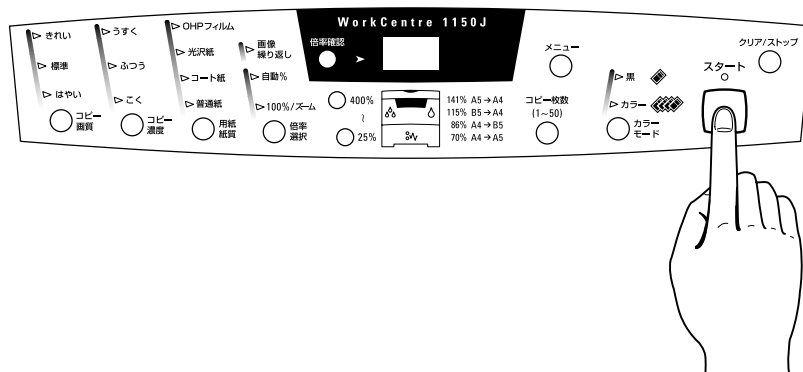 きれい
標準
はやい
コピー
画質
うすく
ふつう
こく
コピー
濃度
OHPフィルム
光沢紙
コート紙
普通紙
用紙
紙質
画像
繰り返し
自動%
100%/ズーム
倍率
選択
WorkCentre 1150J
倍率確認
400%
~
25%
141% A5→A4
115% B5→A4
86% A4→B5
70% A4→A5
メニュー
コピー枚数
(1~50)
黒
カラー
カラー
モード
スタート
クリア/ストップ